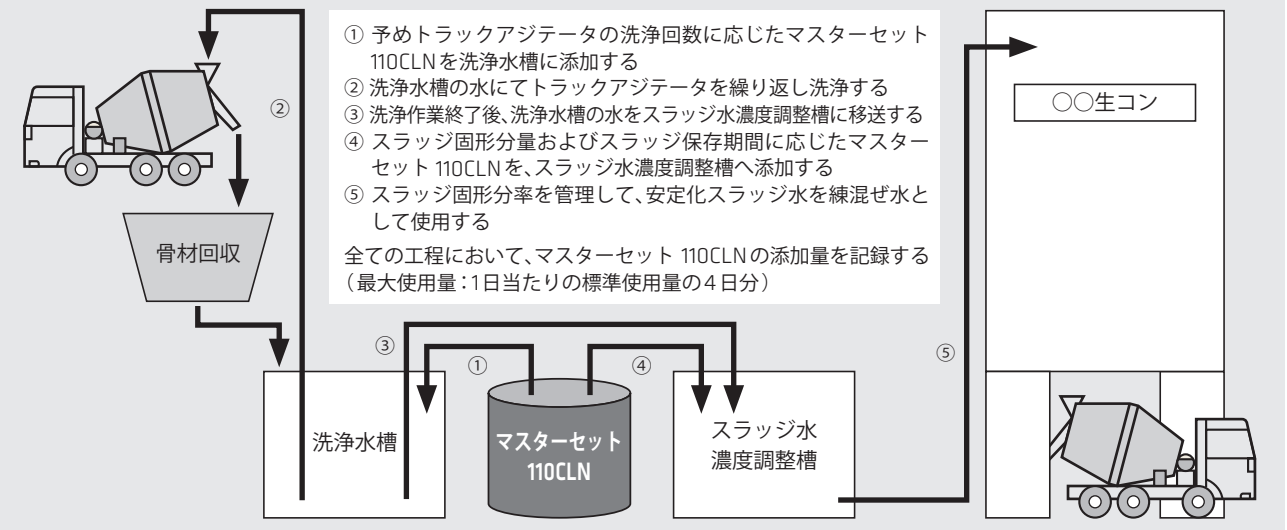 ① 予めトラックアジテータの洗浄回数に応じたマスターセット
110CLNを洗浄水槽に添加する
② 洗浄水槽の水にてトラックアジテータを繰り返し洗浄する
③ 洗浄作業終了後、洗浄水槽の水をスラッジ水濃度調整槽に移送する
④ スラッジ固形分量およびスラッジ保存期間に応じたマスター
セット 110CLNを、スラッジ水濃度調整槽へ添加する
⑤ スラッジ固形分率を管理して、安定化スラッジ水を練混ぜ水と
して使用する
全ての工程において、マスターセット 110CLNの添加量を記録する
（最大使用量：1日当たりの標準使用量の4日分）
②
○○生コン
骨材回収
③
①
④
⑤
洗浄水槽
マスターセット
110CLN
スラッジ水
濃度調整槽